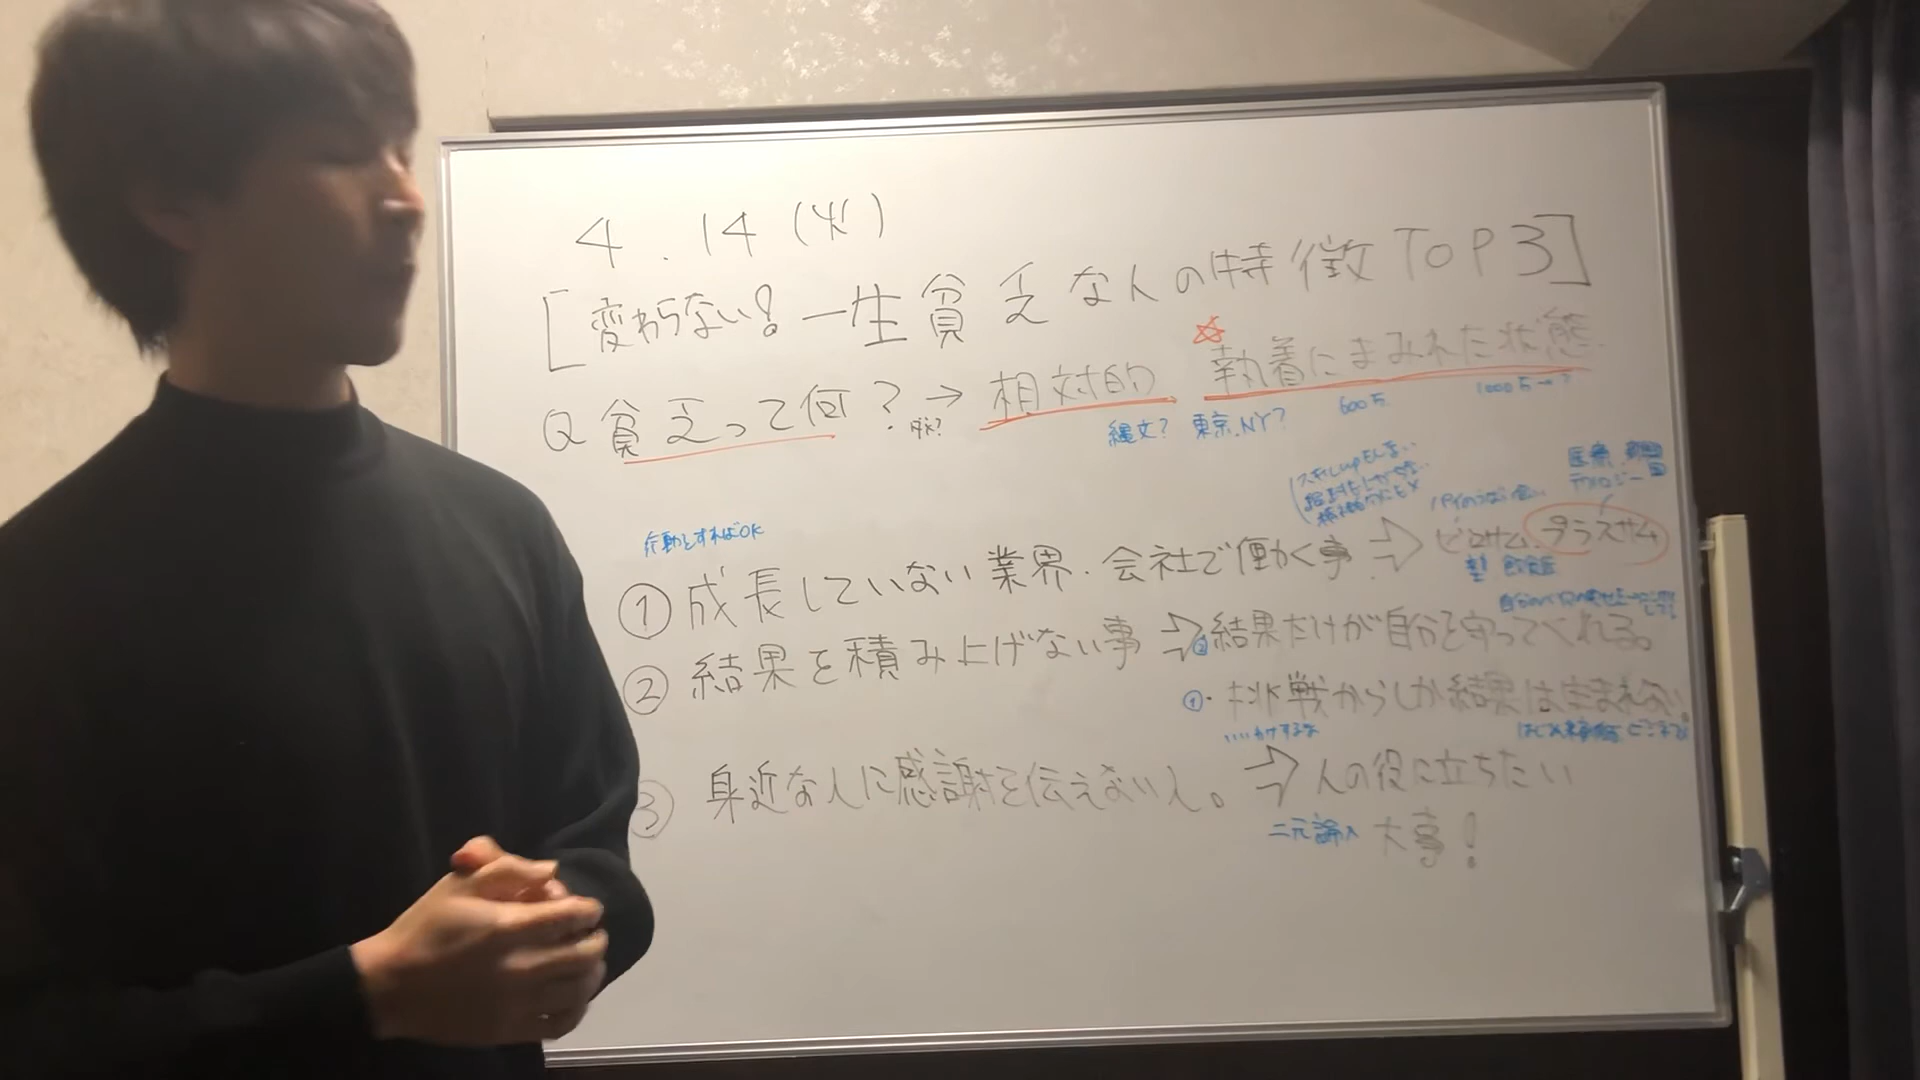 4.14(火)
[変わらない!一生貧乏な人の特徴TOP3]
Q貧乏って何?→相対的 ☆執着にまみれた状態
縄文? 東京.NY? 600万 1000万→?
医療
テクノロジー
行動をすればOK
①成長していない業界.会社で働く事⇒ゼロサム プラスサム
塾
②結果を積み上げない事⇒②結果だけが自分を守ってくれる。
①・挑戦からしか結果は生まれない。
③身近な人に感謝を伝えない人。⇒人の役に立ちたい
二元論x 大事!